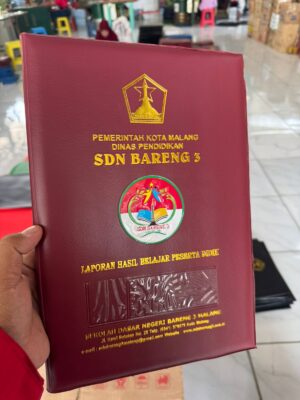 PEMERINTAH KOTA MALANG
DINAS PENDIDIKAN
SDN BARENG 3
SDN BARENG 3
LAPORAN HASIL BELAJAR PESERTA DIDIK
SEKOLAH DASAR NEGERI BARENG 3 MALANG